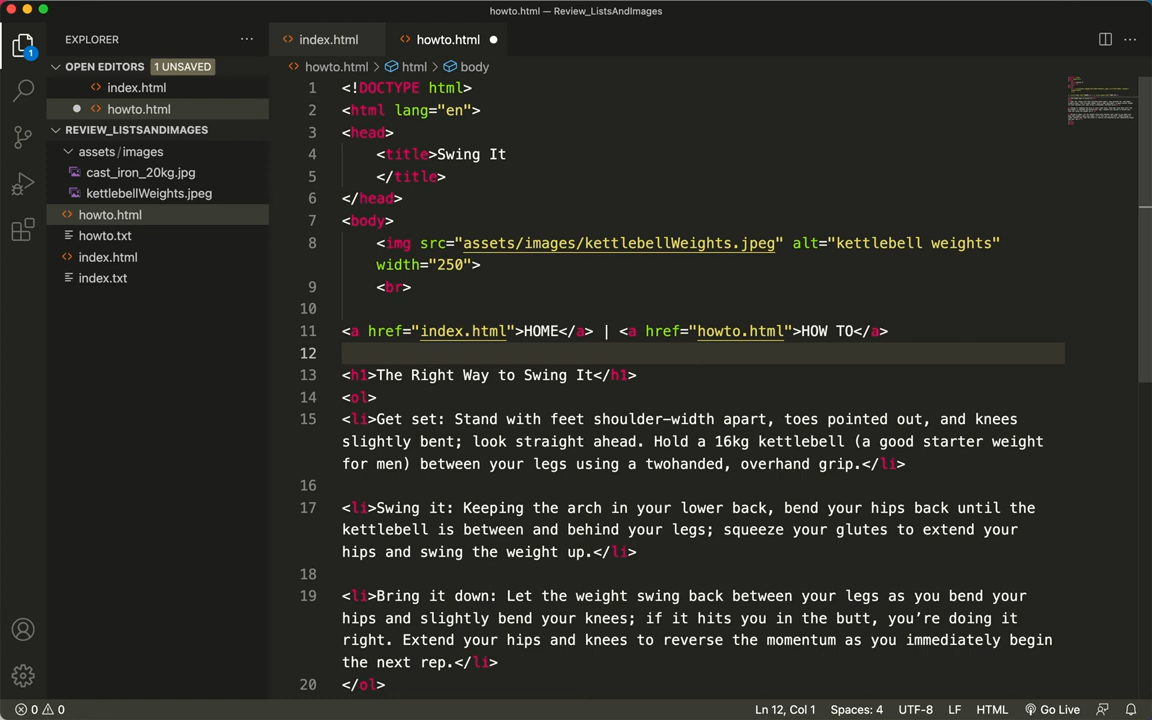 howto.html — Review_ListsAndImages
EXPLORER
index.html
howto.html
OPEN EDITORS 1 UNSAVED
howto.html > html > body
index.html
howto.html
REVIEW_LISTSANDIMAGES
assets/images
cast_iron_20kg.jpg
kettlebellWeights.jpeg
howto.html
howto.txt
index.html
index.txt
1
1 <!DOCTYPE html>
2 <html lang="en">
3 <head>
4 <title>Swing It
5 </title>
6 </head>
7 <body>
8 <img src="assets/images/kettlebellWeights.jpeg" alt="kettlebell weights"
width="250">
9 <br>
10
11 <a href="index.html">HOME</a> | <a href="howto.html">HOW TO</a>
12
13 <h1>The Right Way to Swing It</h1>
14 <ol>
15 <li>Get set: Stand with feet shoulder-width apart, toes pointed out, and knees
slightly bent; look straight ahead. Hold a 16kg kettlebell (a good starter weight
for men) between your legs using a twohanded, overhand grip.</li>
16
17 <li>Swing it: Keeping the arch in your lower back, bend your hips back until the
kettlebell is between and behind your legs; squeeze your glutes to extend your
hips and swing the weight up.</li>
18
19 <li>Bring it down: Let the weight swing back between your legs as you bend your
hips and slightly bend your knees; if it hits you in the butt, you’re doing it
right. Extend your hips and knees to reverse the momentum as you immediately begin
the next rep.</li>
20 </ol>
0 0 Ln 12, Col 1 Spaces: 4 UTF-8 LF HTML Go Live